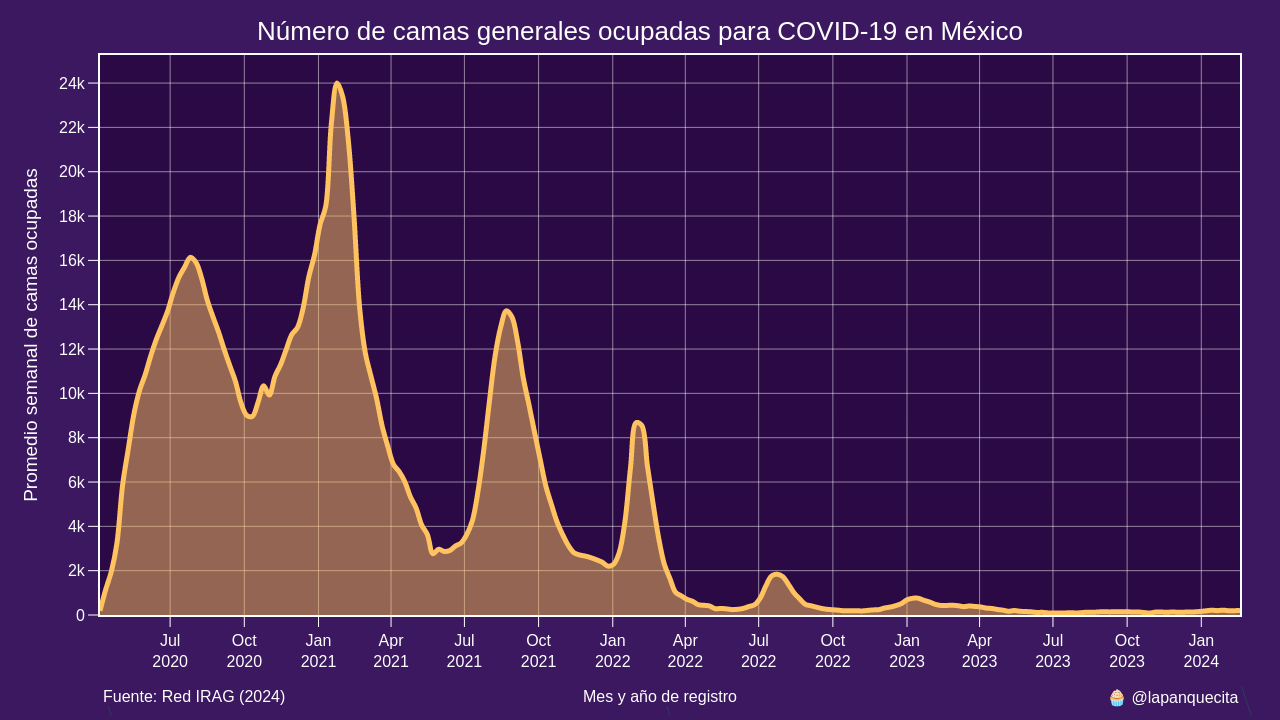 Número de camas generales ocupadas para COVID-19 en México
Promedio semanal de camas ocupadas
24k
22k
20k
18k
16k
14k
12k
10k
8k
6k
4k
2k
0
Jul Oct Jan Apr Jul Oct Jan Apr Jul Oct Jan Apr Jul Oct Jan
2020 2020 2021 2021 2021 2021 2022 2022 2022 2022 2023 2023 2023 2023 2024
Fuente: Red IRAG (2024) Mes y año de registro 🧁 @lapanquecita